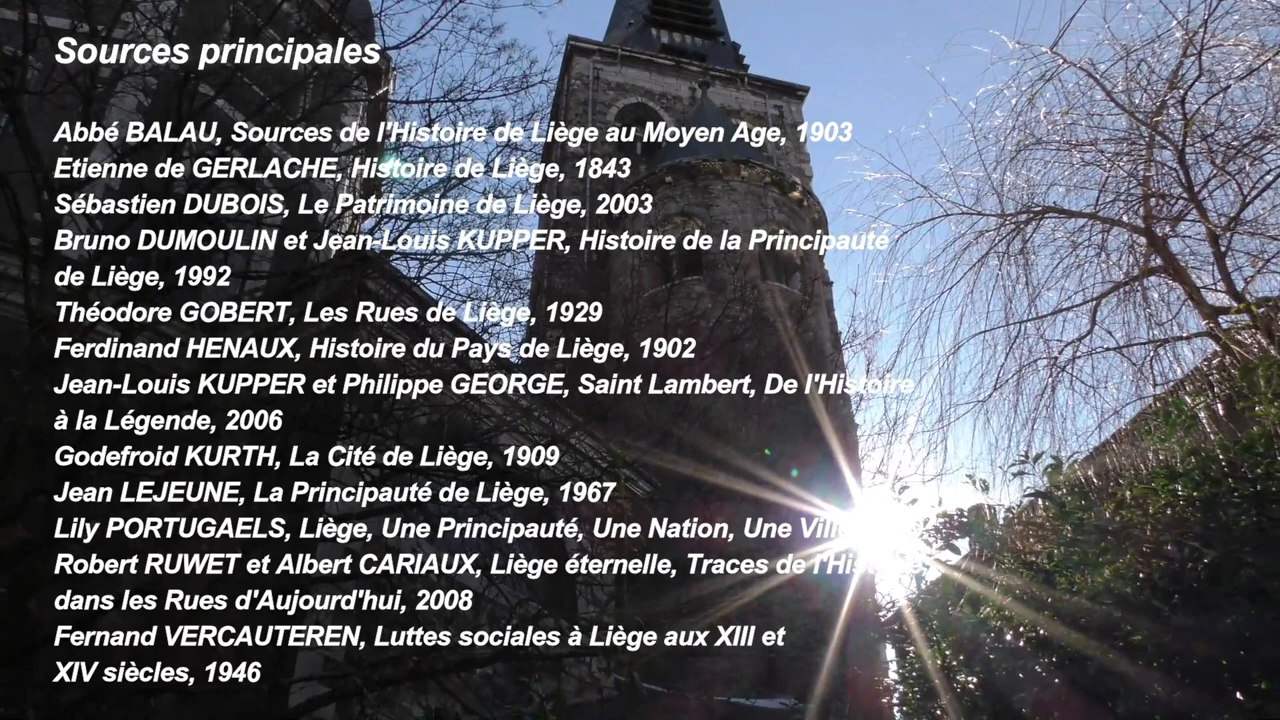 Sources principales
Abbé BALAU, Sources de l'Histoire de Liège au Moyen Age, 1903
Etienne de GERLACHE, Histoire de Liège, 1843
Sébastien DUBOIS, Le Patrimoine de Liège, 2003
Bruno DUMOULIN et Jean-Louis KUPPER, Histoire de la Principauté
de Liège, 1992
Théodore GOBERT, Les Rues de Liège, 1929
Ferdinand HENAUX, Histoire du Pays de Liège, 1902
Jean-Louis KUPPER et Philippe GEORGE, Saint Lambert, De l'Histoire
à la Légende, 2006
Godefroid KURTH, La Cité de Liège, 1909
Jean LEJEUNE, La Principauté de Liège, 1967
Lily PORTUGAELS, Liège, Une Principauté, Une Nation, Une
Robert RUWET et Albert CARIAUX, Liège éternelle, Traces de l'Histoire
dans les Rues d'Aujourd'hui, 2008
Fernand VERCAUTEREN, Luttes sociales à Liège aux XIII et
XIV siècles, 1946